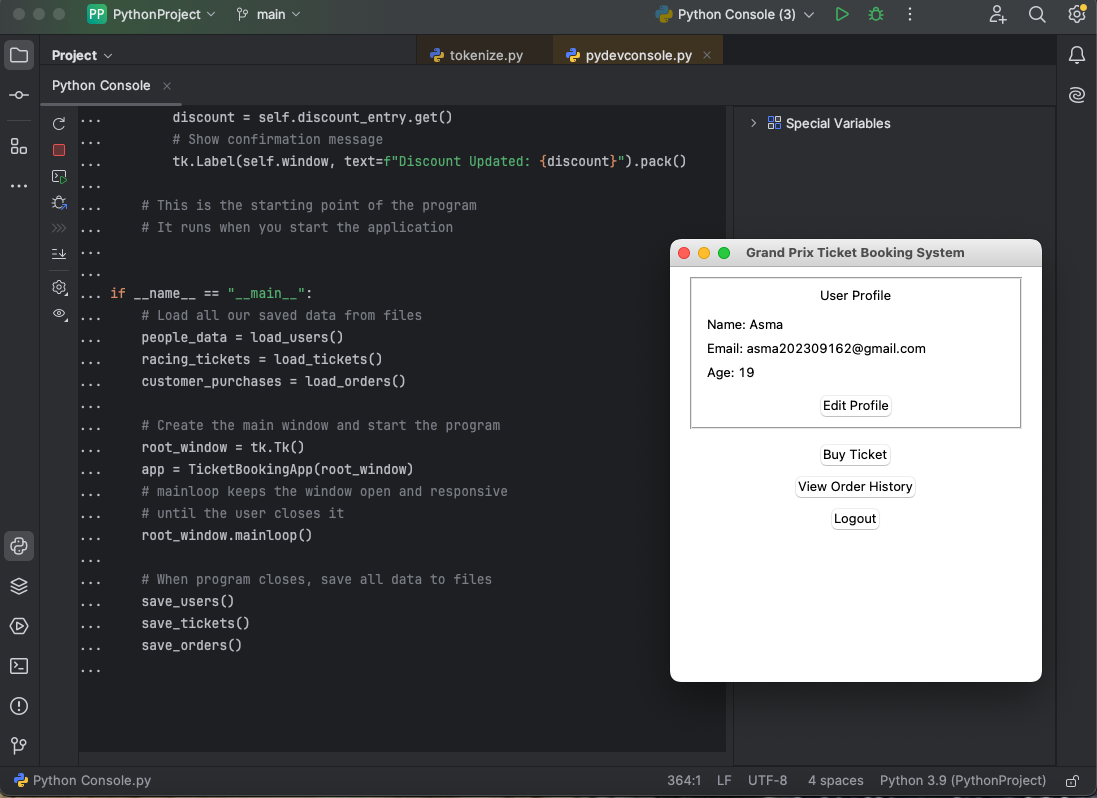 PP PythonProject main Python Console (3)
Project tokenize.py pydevconsole.py
Python Console
... discount = self.discount_entry.get()
... # Show confirmation message
... tk.Label(self.window, text=f"Discount Updated: {discount}").pack()
...
... # This is the starting point of the program
... # It runs when you start the application
...
...
... if __name__ == "__main__":
... # Load all our saved data from files
... people_data = load_users()
... racing_tickets = load_tickets()
... customer_purchases = load_orders()
...
... # Create the main window and start the program
... root_window = tk.Tk()
... app = TicketBookingApp(root_window)
... # mainloop keeps the window open and responsive
... # until the user closes it
... root_window.mainloop()
...
... # When program closes, save all data to files
... save_users()
... save_tickets()
... save_orders()
...
Special Variables
Grand Prix Ticket Booking System
User Profile
Name: Asma
Email: asma202309162@gmail.com
Age: 19
Edit Profile
Buy Ticket
View Order History
Logout
Python Console.py 364:1 LF UTF-8 4 spaces Python 3.9 (PythonProject)